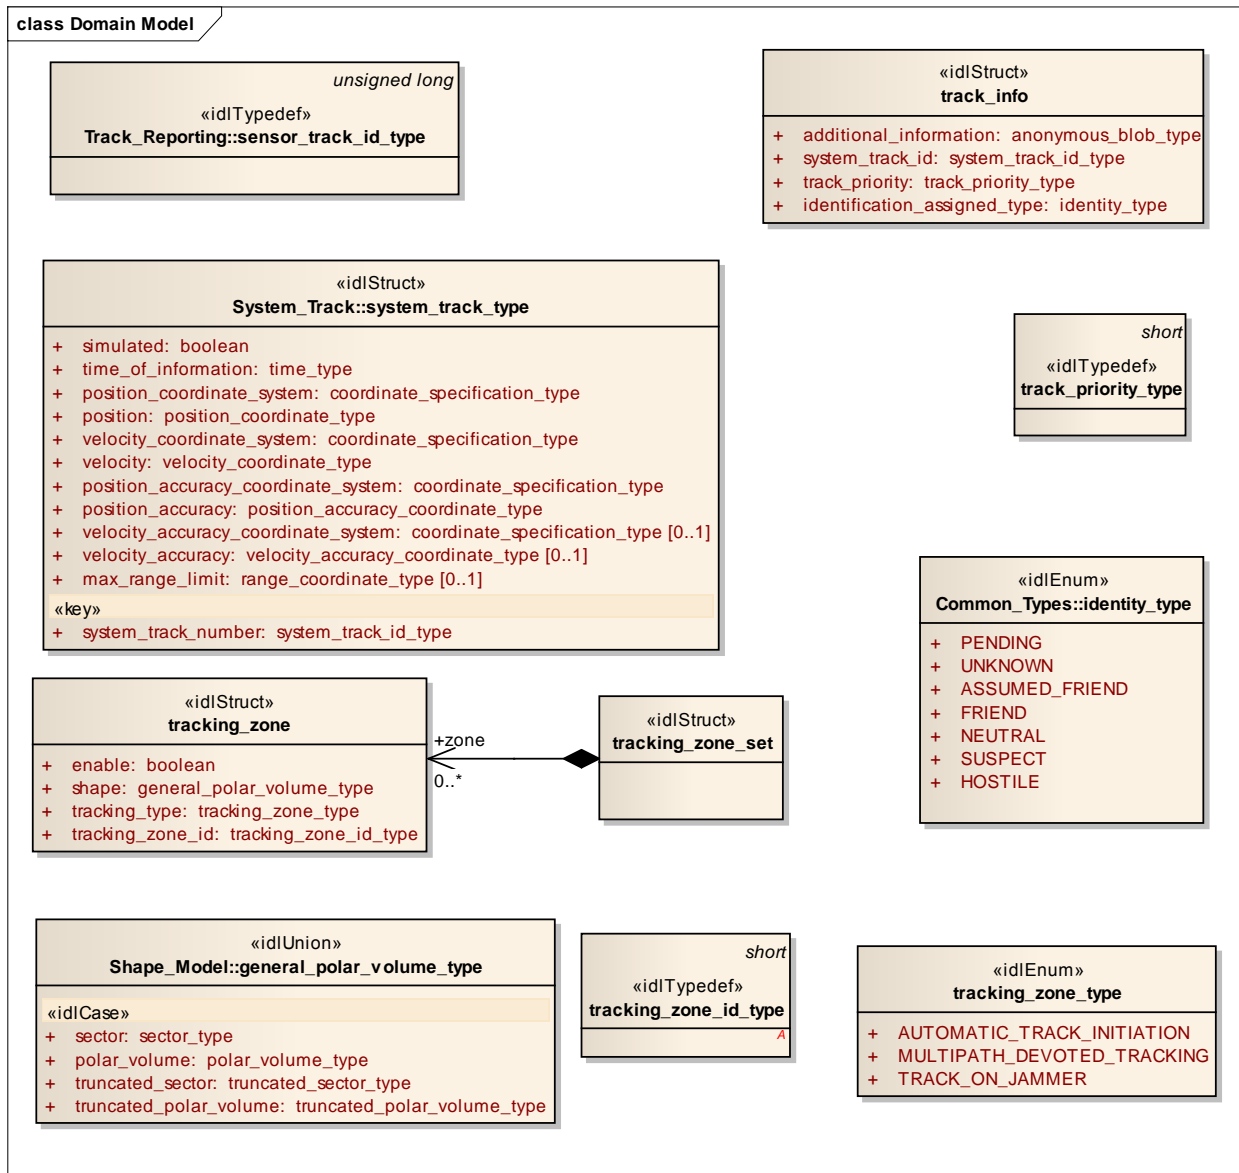 class Domain Model
unsigned long
«idlTypedef»
Track_Reporting::sensor_track_id_type
«idlStruct»
track_info
+ additional_information: anonymous_blob_type
+ system_track_id: system_track_id_type
+ track_priority: track_priority_type
+ identification_assigned_type: identity_type
«idlStruct»
System_Track::system_track_type
+ simulated: boolean
+ time_of_information: time_type
+ position_coordinate_system: coordinate_specification_type
+ position: position_coordinate_type
+ velocity_coordinate_system: coordinate_specification_type
+ velocity: velocity_coordinate_type
+ position_accuracy_coordinate_system: coordinate_specification_type
+ position_accuracy: position_accuracy_coordinate_type
+ velocity_accuracy_coordinate_system: coordinate_specification_type [0..1]
+ velocity_accuracy: velocity_accuracy_coordinate_type [0..1]
+ max_range_limit: range_coordinate_type [0..1]
«key»
+ system_track_number: system_track_id_type
short
«idlTypedef»
track_priority_type
«idlEnum»
Common_Types::identity_type
+ PENDING
+ UNKNOWN
+ ASSUMED_FRIEND
+ FRIEND
+ NEUTRAL
+ SUSPECT
+ HOSTILE
«idlStruct»
tracking_zone
+ enable: boolean
+ shape: general_polar_volume_type
+ tracking_type: tracking_zone_type
+ tracking_zone_id: tracking_zone_id_type
+zone
0..*
«idlStruct»
tracking_zone_set
«idlUnion»
Shape_Model::general_polar_volume_type
«idlCase»
+ sector: sector_type
+ polar_volume: polar_volume_type
+ truncated_sector: truncated_sector_type
+ truncated_polar_volume: truncated_polar_volume_type
short
«idlTypedef»
tracking_zone_id_type
A
«idlEnum»
tracking_zone_type
+ AUTOMATIC_TRACK_INITIATION
+ MULTIPATH_DEVOTED_TRACKING
+ TRACK_ON_JAMMER